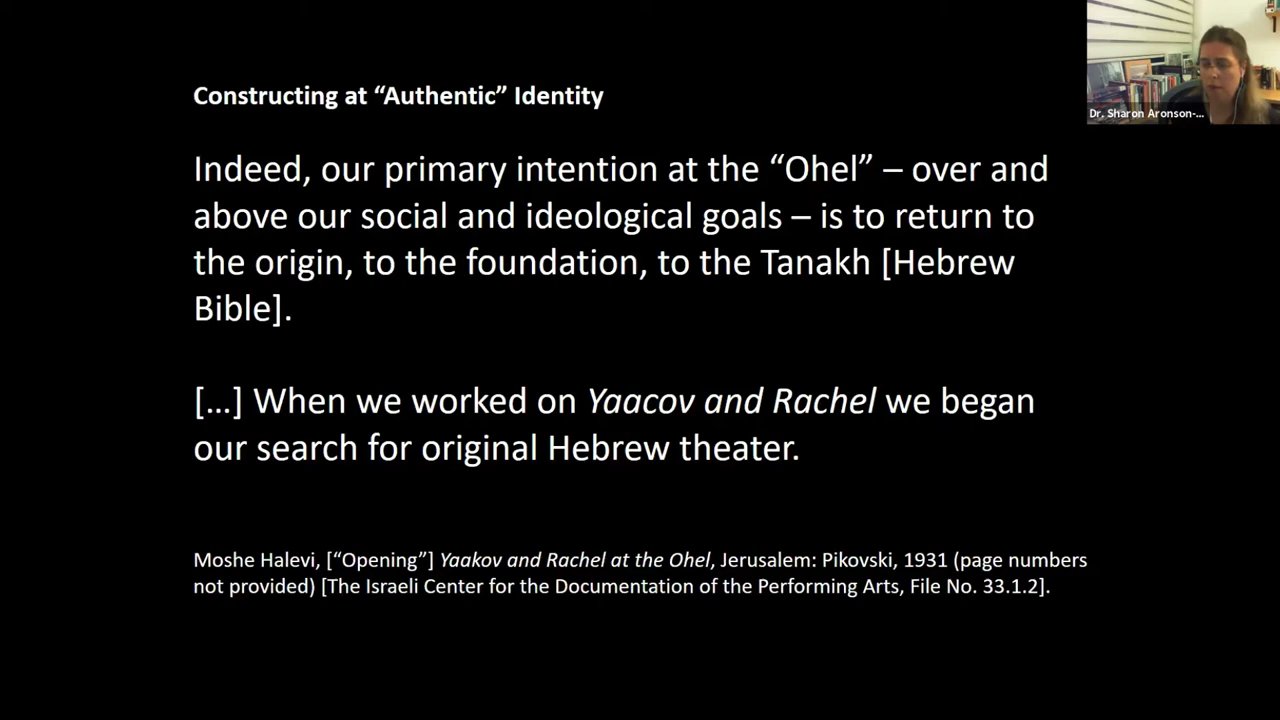 Constructing at “Authentic” Identity
Indeed, our primary intention at the “Ohel” – over and
above our social and ideological goals – is to return to
the origin, to the foundation, to the Tanakh [Hebrew
Bible].
[…] When we worked on Yaacov and Rachel we began
our search for original Hebrew theater.
Moshe Halevi, [“Opening”] Yaakov and Rachel at the Ohel, Jerusalem: Pikovski, 1931 (page numbers
not provided) [The Israeli Center for the Documentation of the Performing Arts, File No. 33.1.2].
Dr. Sharon Aronson-...